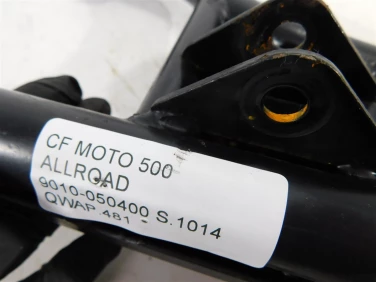 CF MOTO 500
ALLROAD
9010-050400 S.1014
QWAP.481 -